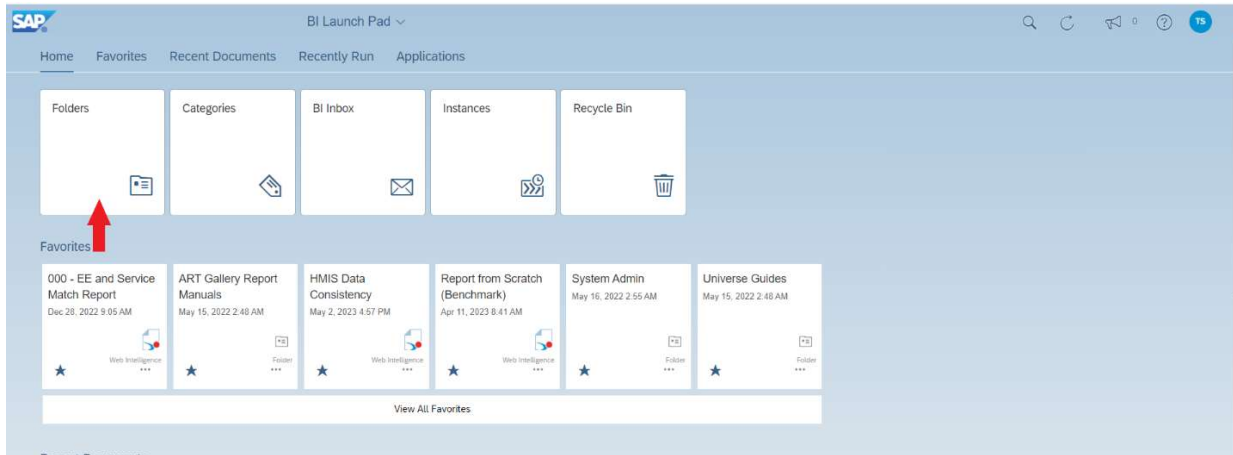 SAP
BI Launch Pad
0
TS
Home Favorites Recent Documents Recently Run Applications
Folders
Categories
BI Inbox
Instances
Recycle Bin
Favorites
000 - EE and Service
Match Report
Dec 28, 2022 9:05 AM
Web Intelligence
ART Gallery Report
Manuals
May 15, 2022 2:48 AM
Folder
HMIS Data
Consistency
May 2, 2023 4:57 PM
Web Intelligence
Report from Scratch
(Benchmark)
Apr 11, 2023 8:41 AM
Web Intelligence
System Admin
May 16, 2022 2:55 AM
Folder
Universe Guides
May 15, 2022 2:48 AM
Folder
View All Favorites